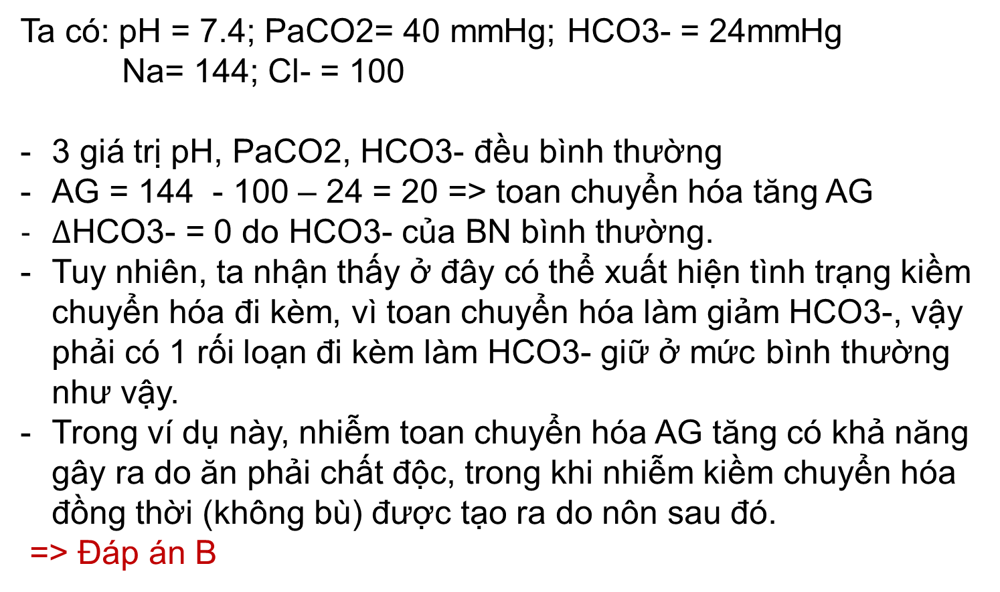 Ta có: pH = 7.4; PaCO2= 40 mmHg; HCO3- = 24mmHg
Na= 144; Cl- = 100
- 3 giá trị pH, PaCO2, HCO3- đều bình thường
- AG = 144 - 100 – 24 = 20 => toan chuyển hóa tăng AG
- ΔHCO3- = 0 do HCO3- của BN bình thường.
- Tuy nhiên, ta nhận thấy ở đây có thể xuất hiện tình trạng kiềm
chuyển hóa đi kèm, vì toan chuyển hóa làm giảm HCO3-, vậy
phải có 1 rối loạn đi kèm làm HCO3- giữ ở mức bình thường
như vậy.
- Trong ví dụ này, nhiễm toan chuyển hóa AG tăng có khả năng
gây ra do ăn phải chất độc, trong khi nhiễm kiềm chuyển hóa
đồng thời (không bù) được tạo ra do nôn sau đó.
=> Đáp án B